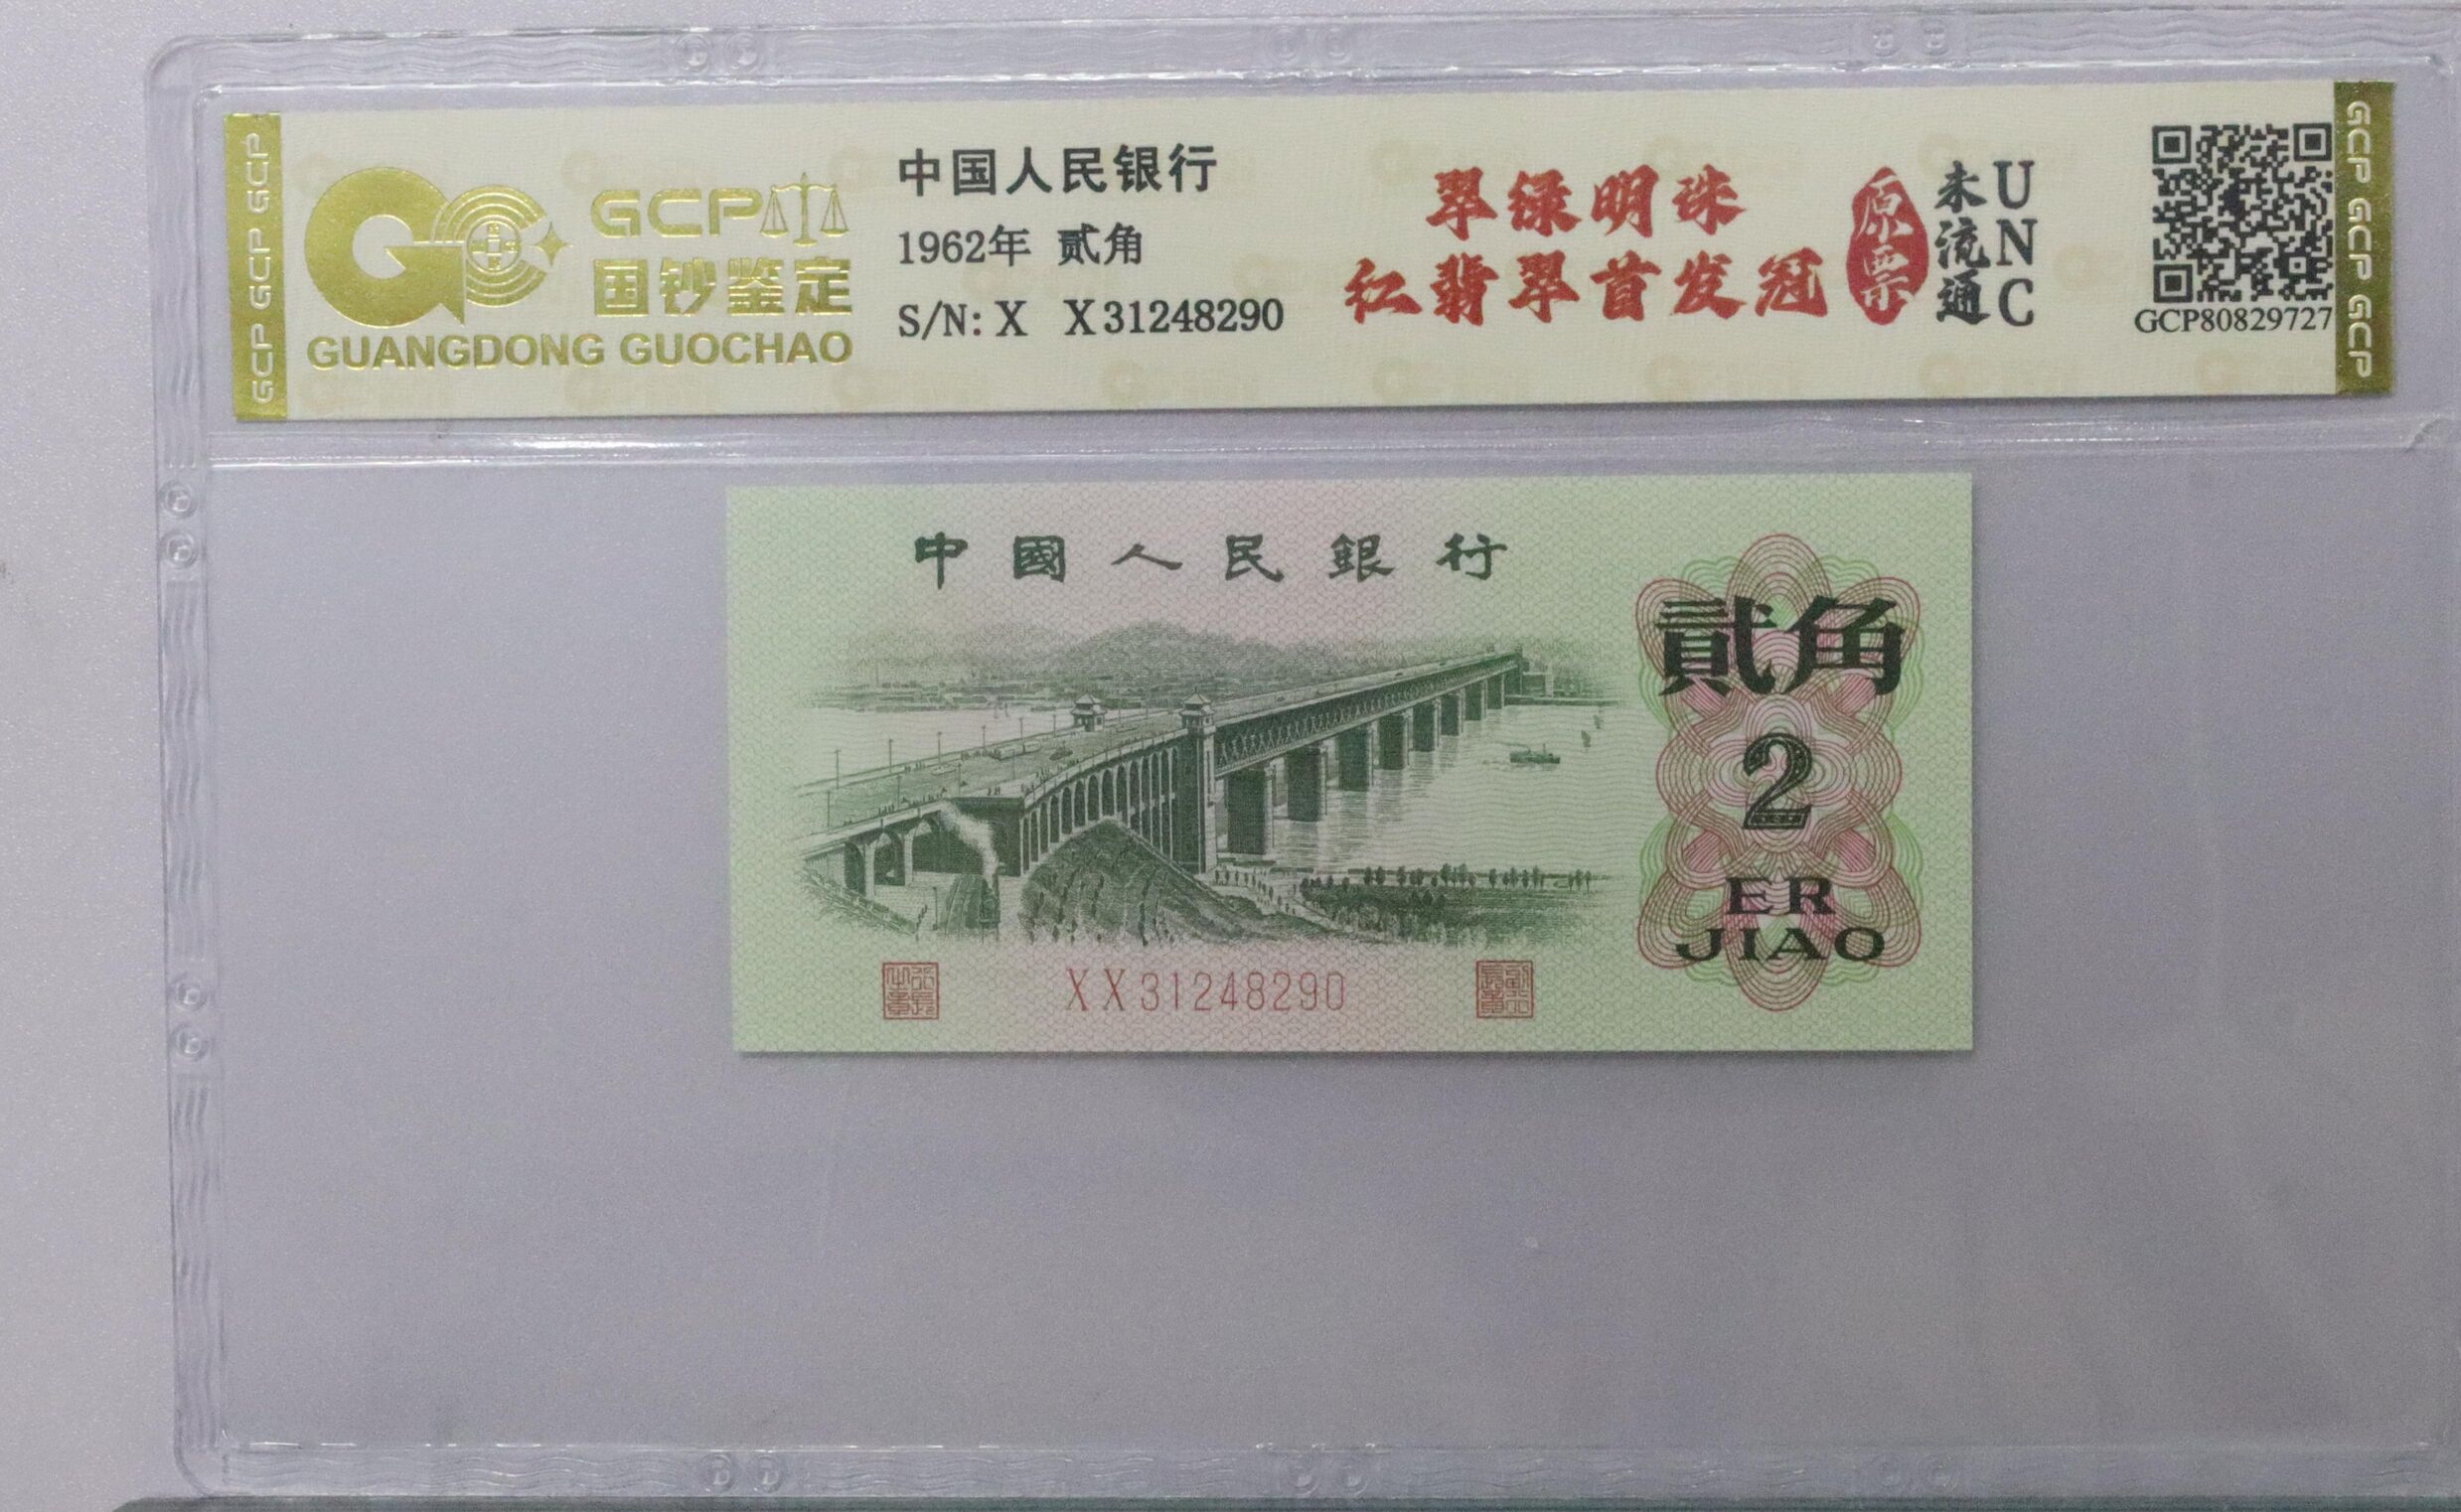 GCP GCP GCP
GCP
国钞鉴定
GUANGDONG GUOCHAO
中国人民银行
1962年 贰角
S/N: X X31248290
翠绿明珠
红翡翠首发冠
原票
未流通
UNC
GCP80829727
GCP GCP GCP
中國人民銀行
貳角
2
ER
JIAO
XX31248290